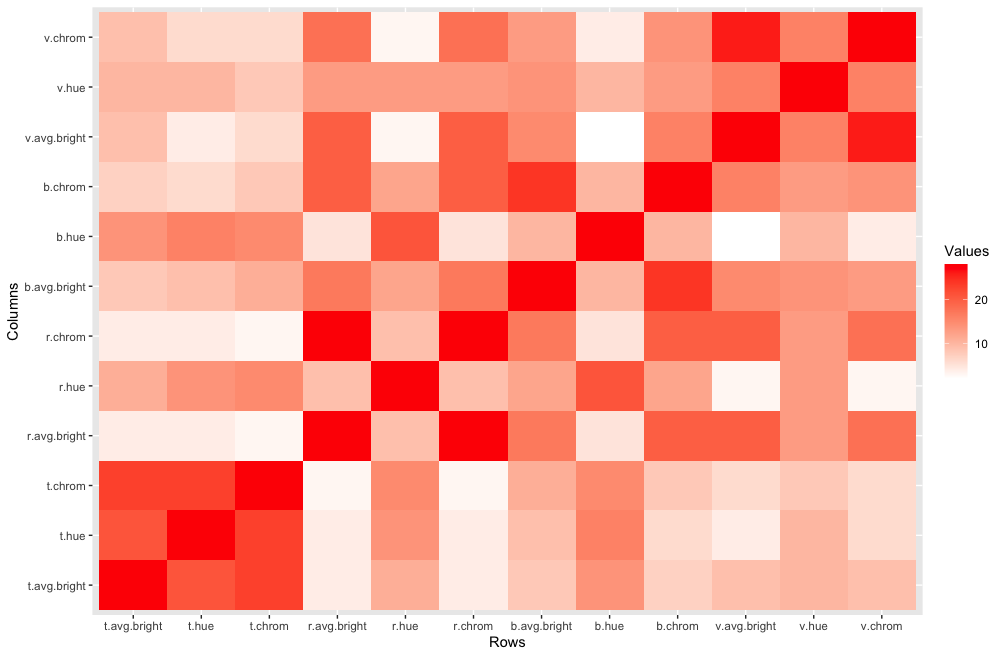 v.chrom
v.hue
v.avg.bright
b.chrom
b.hue
b.avg.bright
r.chrom
r.hue
r.avg.bright
t.chrom
t.hue
t.avg.bright
Columns
t.avg.bright t.hue t.chrom r.avg.bright r.hue r.chrom b.avg.bright b.hue b.chrom v.avg.bright v.hue v.chrom
Rows
Values
20
10